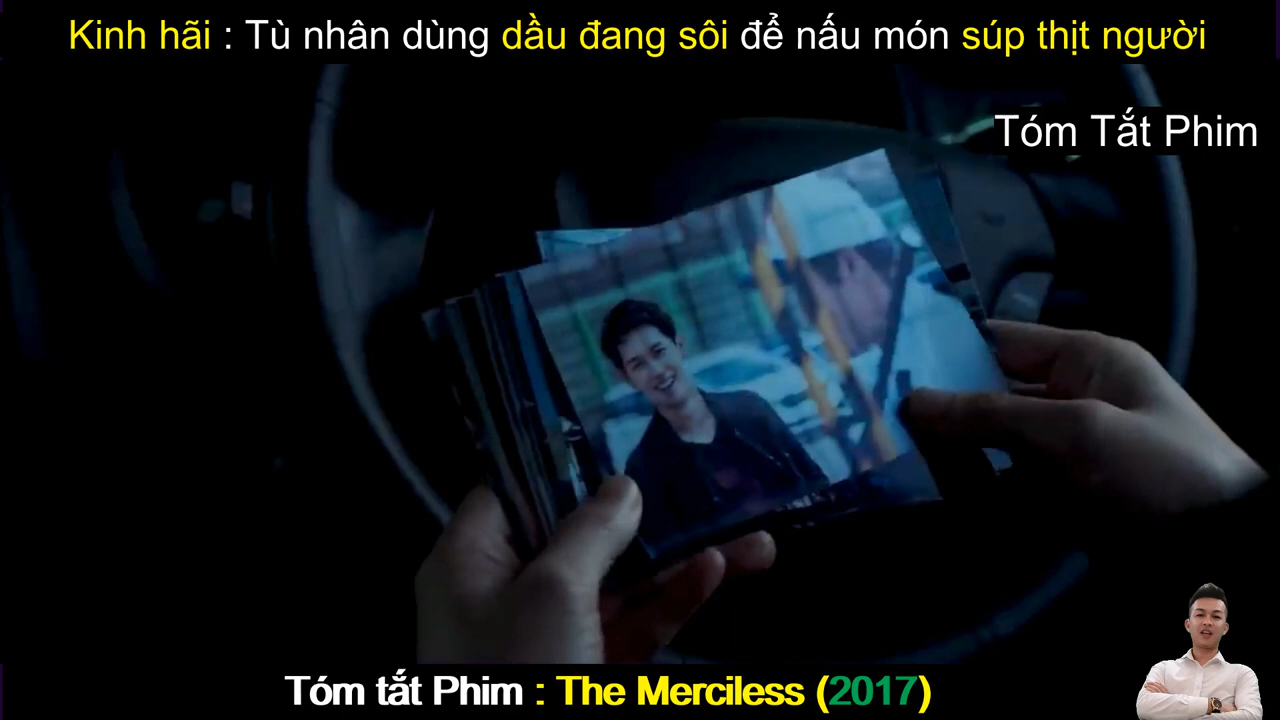 Kinh hãi : Tù nhân dùng dầu đang sôi để nấu món súp thịt người
Tóm Tắt Phim
Tóm tắt Phim : The Merciless (2017)